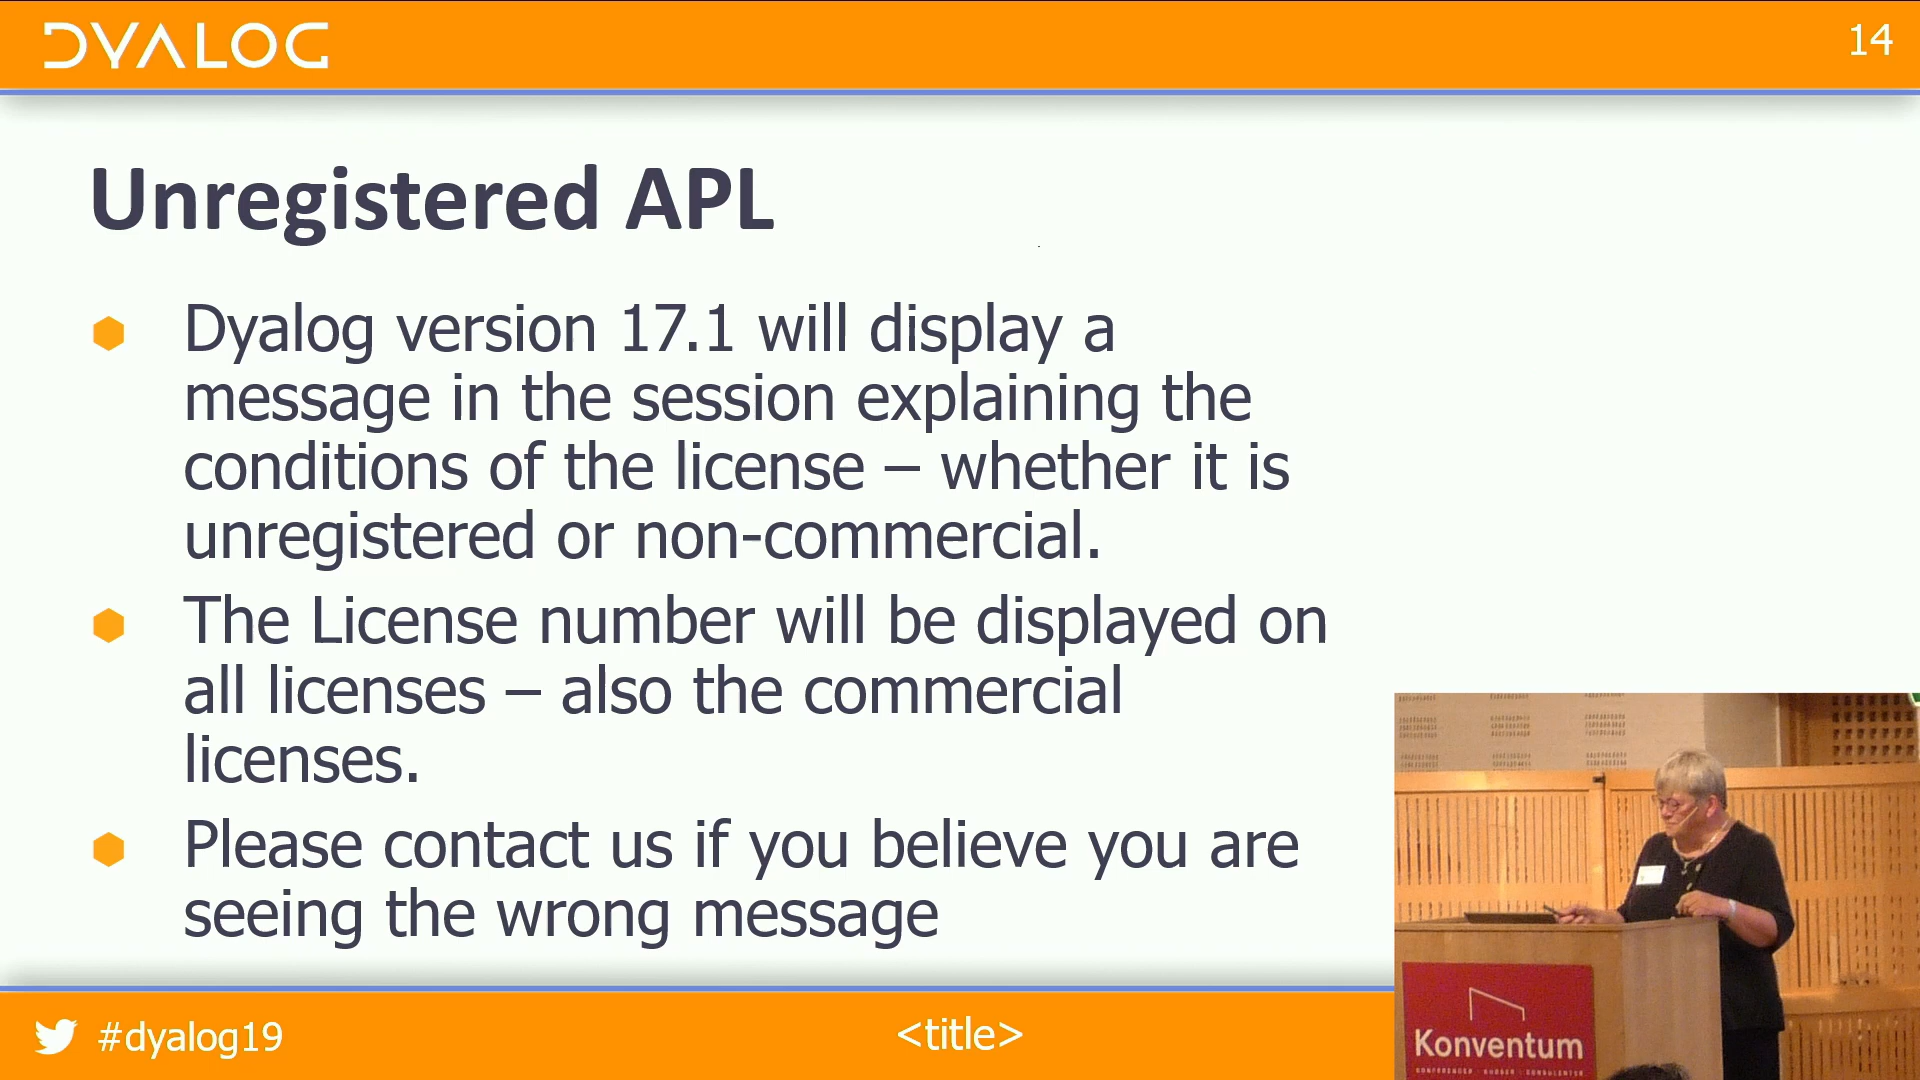 DYALOG
14
Unregistered APL
Dyalog version 17.1 will display a
message in the session explaining the
conditions of the license – whether it is
unregistered or non-commercial.
The License number will be displayed on
all licenses – also the commercial
licenses.
Please contact us if you believe you are
seeing the wrong message
#dyalog19
<title>
Konventum